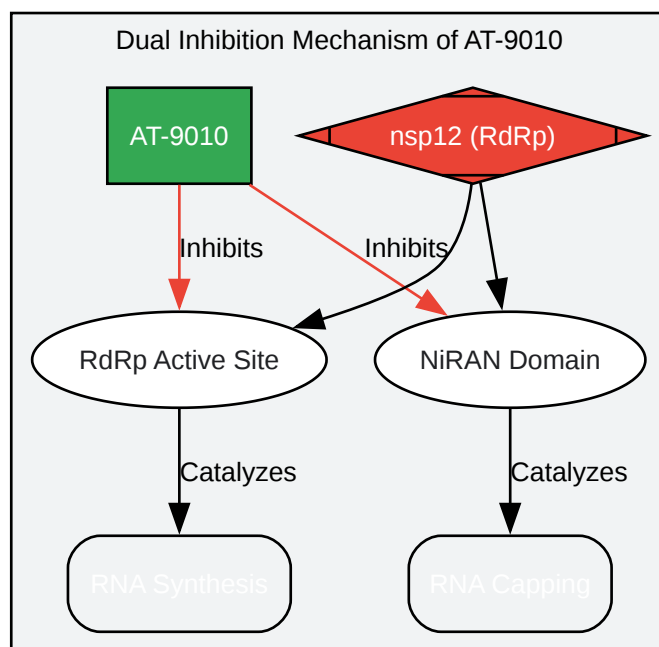 Dual Inhibition Mechanism of AT-9010
AT-9010
nsp12 (RdRp)
Inhibits
Inhibits
RdRp Active Site
NiRAN Domain
Catalyzes
Catalyzes
RNA Synthesis
RNA Capping